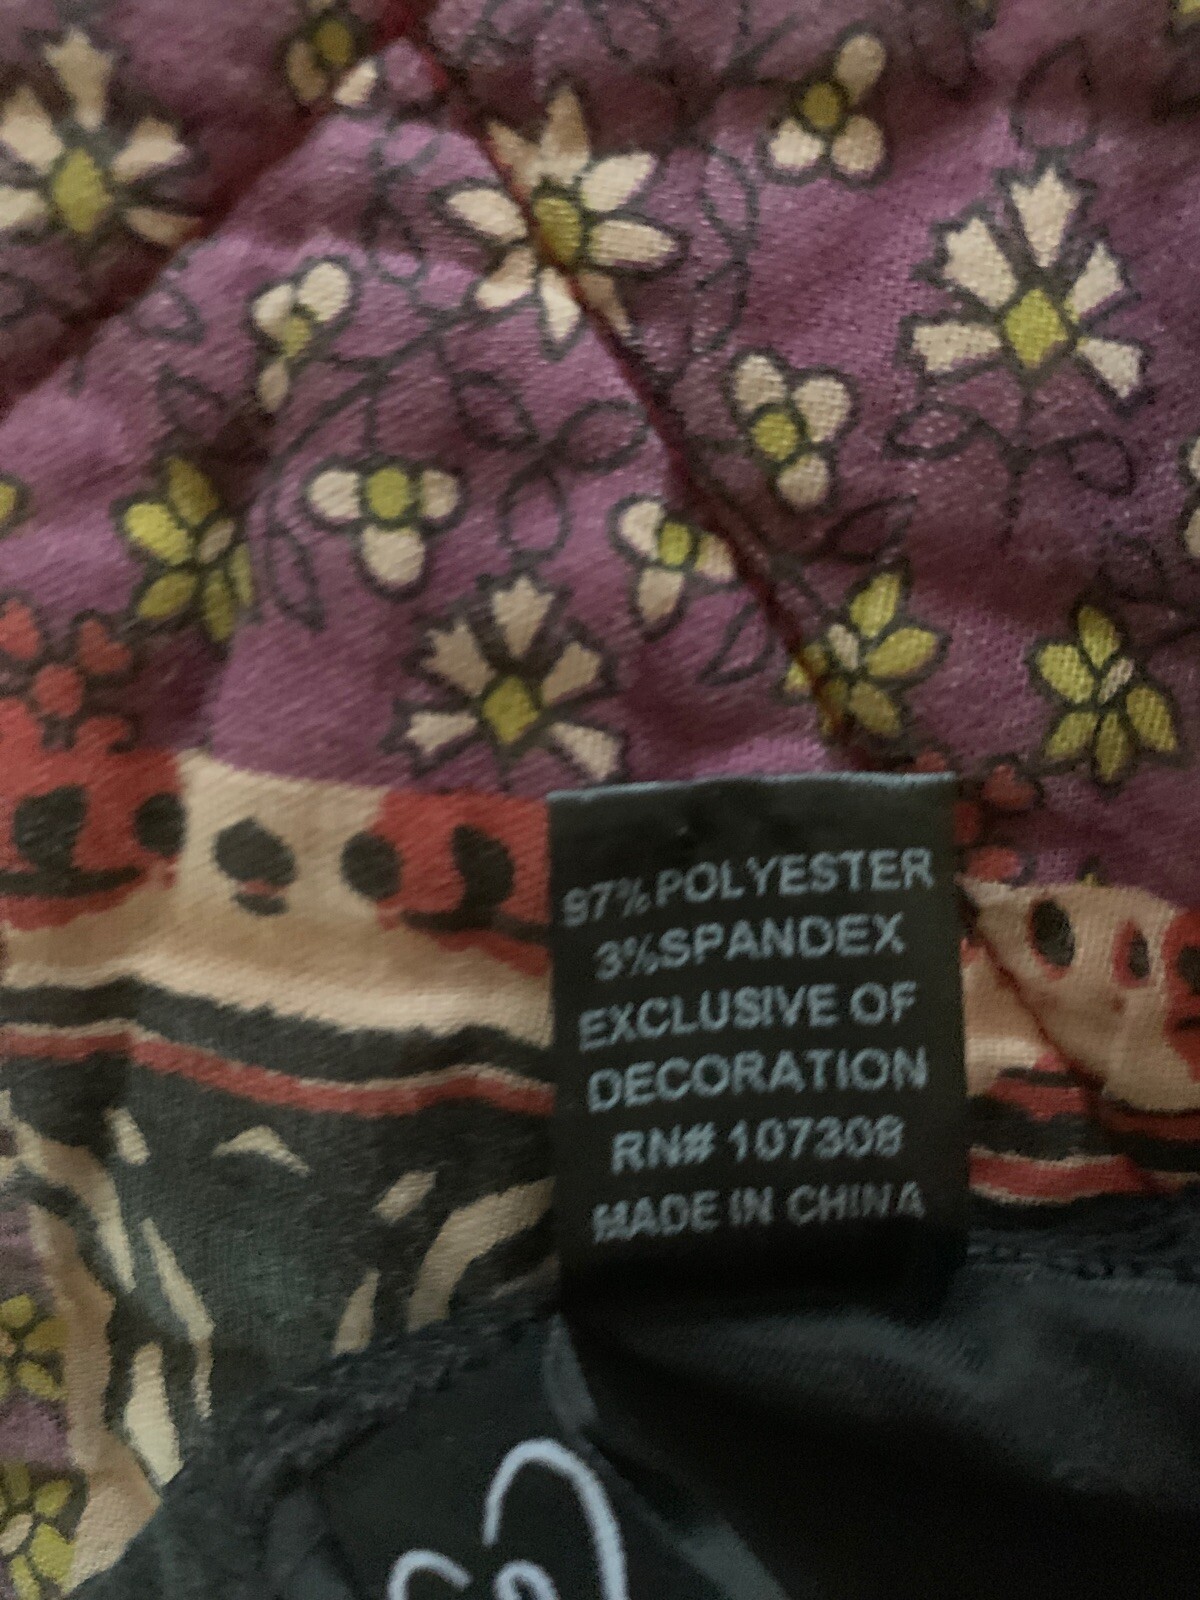 97% POLYESTER
3%SPANDEX
EXCLUSIVE OF
DECORATION
RN# 107308
MADE IN CHINA